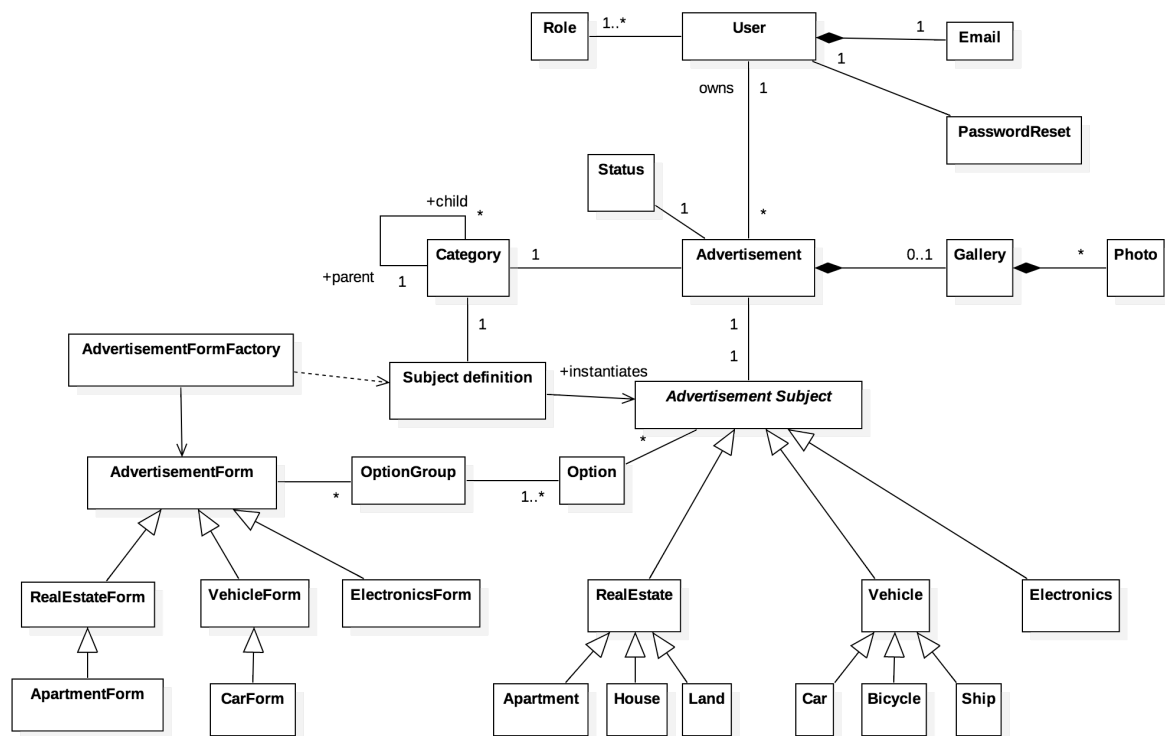 Role
1..*
User
1
Email
1
owns
1
PasswordReset
Status
1
*
+child
*
Category
1
Advertisement
0..1
Gallery
*
Photo
+parent
1
1
1
1
AdvertisementFormFactory
Subject definition
+instantiates
Advertisement Subject
*
AdvertisementForm
*
OptionGroup
1..*
Option
RealEstateForm
VehicleForm
ElectronicsForm
RealEstate
Vehicle
Electronics
ApartmentForm
CarForm
Apartment
House
Land
Car
Bicycle
Ship